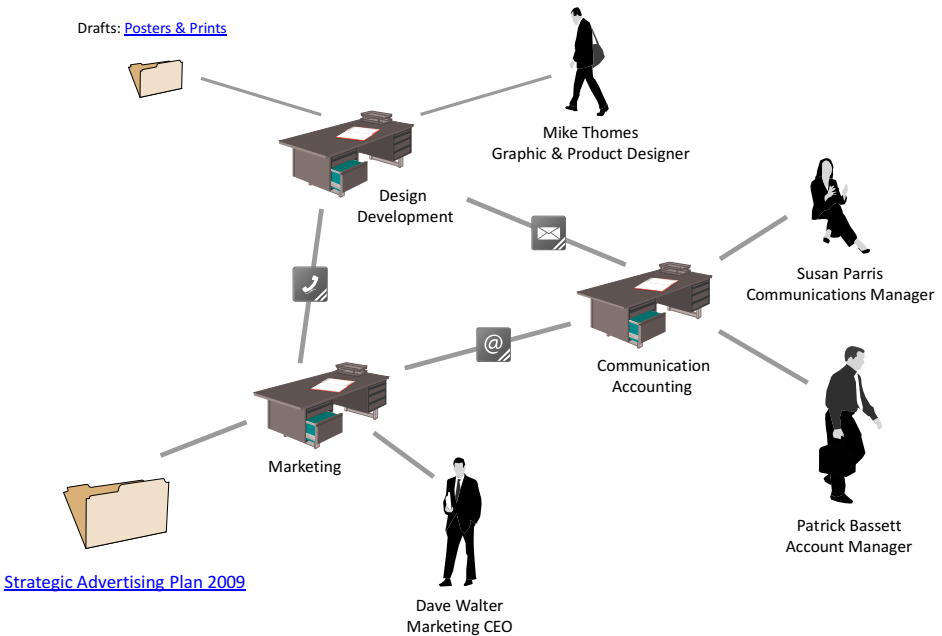 Drafts: Posters & Prints
Mike Thomes
Graphic & Product Designer
Design
Development
Susan Parris
Communications Manager
@
Communication
Accounting
Marketing
Patrick Bassett
Account Manager
Strategic Advertising Plan 2009
Dave Walter
Marketing CEO